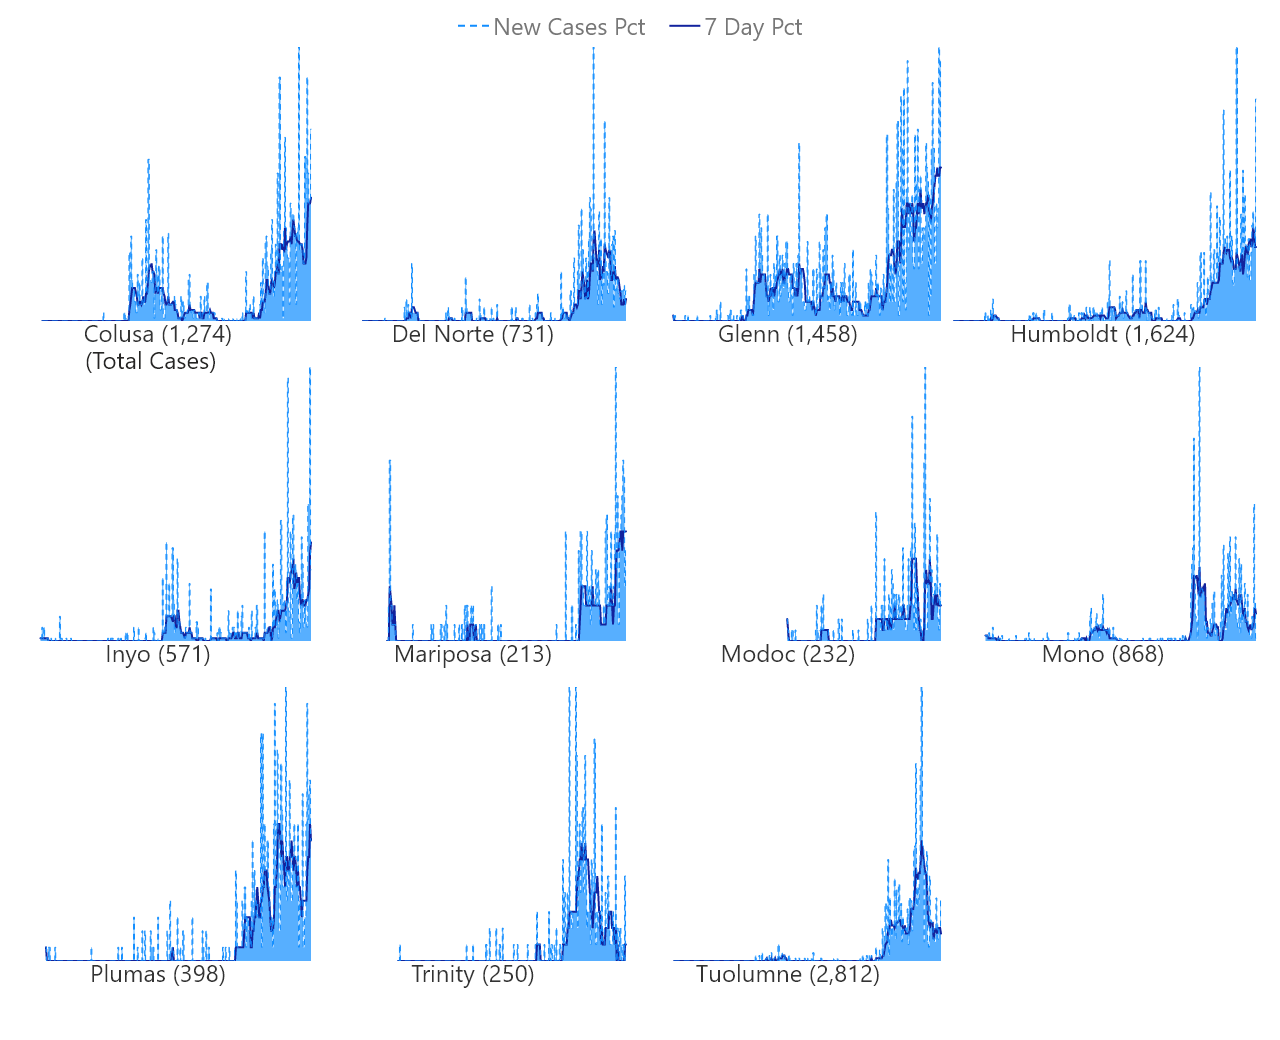 New Cases Pct 7 Day Pct
Colusa (1,274)
(Total Cases)
Del Norte (731)
Glenn (1,458)
Humboldt (1,624)
Inyo (571)
Mariposa (213)
Modoc (232)
Mono (868)
Plumas (398)
Trinity (250)
Tuolumne (2,812)